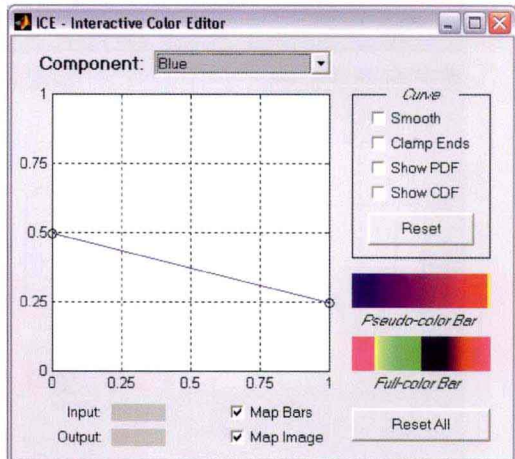 ICE - Interactive Color Editor
Component: Blue
Curve
Smooth
Clamp Ends
Show PDF
Show CDF
Reset
1
0.75
0.5
0.25
0
0 0.25 0.5 0.75 1
Pseudo-color Bar
Full-color Bar
Input:
Output:
Map Bars
Map Image
Reset All